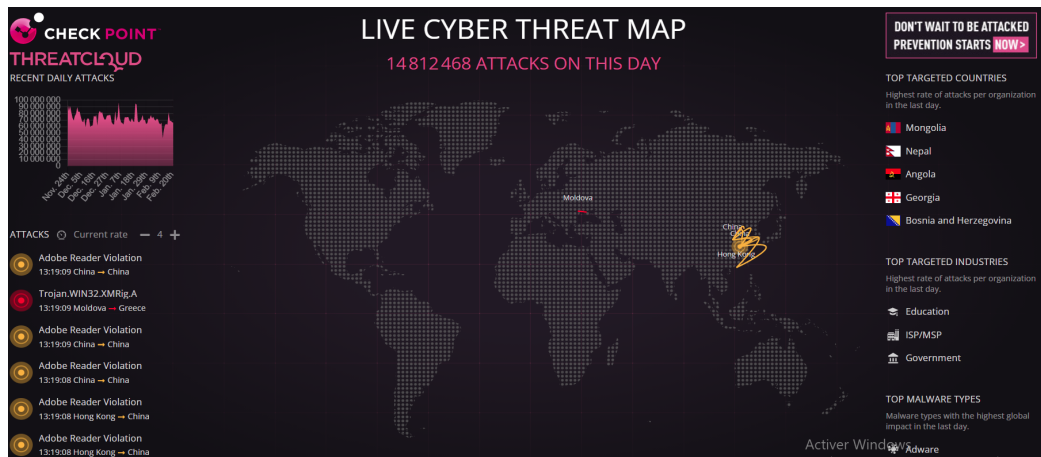 CHECK POINT
THREATCLOUD
RECENT DAILY ATTACKS
100 000 000
90 000 000
80 000 000
70 000 000
60 000 000
50 000 000
40 000 000
30 000 000
20 000 000
10 000 000
0
Nov. 24th
Dec. 5th
Dec. 16th
Dec. 27th
Jan. 7th
Jan. 18th
Jan. 29th
Feb. 9th
Feb. 20th
ATTACKS Current rate — 4 +
Adobe Reader Violation
13:19:09 China → China
Trojan.WIN32.XMRig.A
13:19:09 Moldova → Greece
Adobe Reader Violation
13:19:09 China → China
Adobe Reader Violation
13:19:08 China → China
Adobe Reader Violation
13:19:08 Hong Kong → China
Adobe Reader Violation
13:19:08 Hong Kong → China
LIVE CYBER THREAT MAP
14 812 468 ATTACKS ON THIS DAY
Moldova
China
China
Hong Kong
DON'T WAIT TO BE ATTACKED
PREVENTION STARTS NOW >
TOP TARGETED COUNTRIES
Highest rate of attacks per organization
in the last day.
Mongolia
Nepal
Angola
Georgia
Bosnia and Herzegovina
TOP TARGETED INDUSTRIES
Highest rate of attacks per organization
in the last day.
Education
ISP/MSP
Government
TOP MALWARE TYPES
Malware types with the highest global
impact in the last day.
Adware
Activer Windows